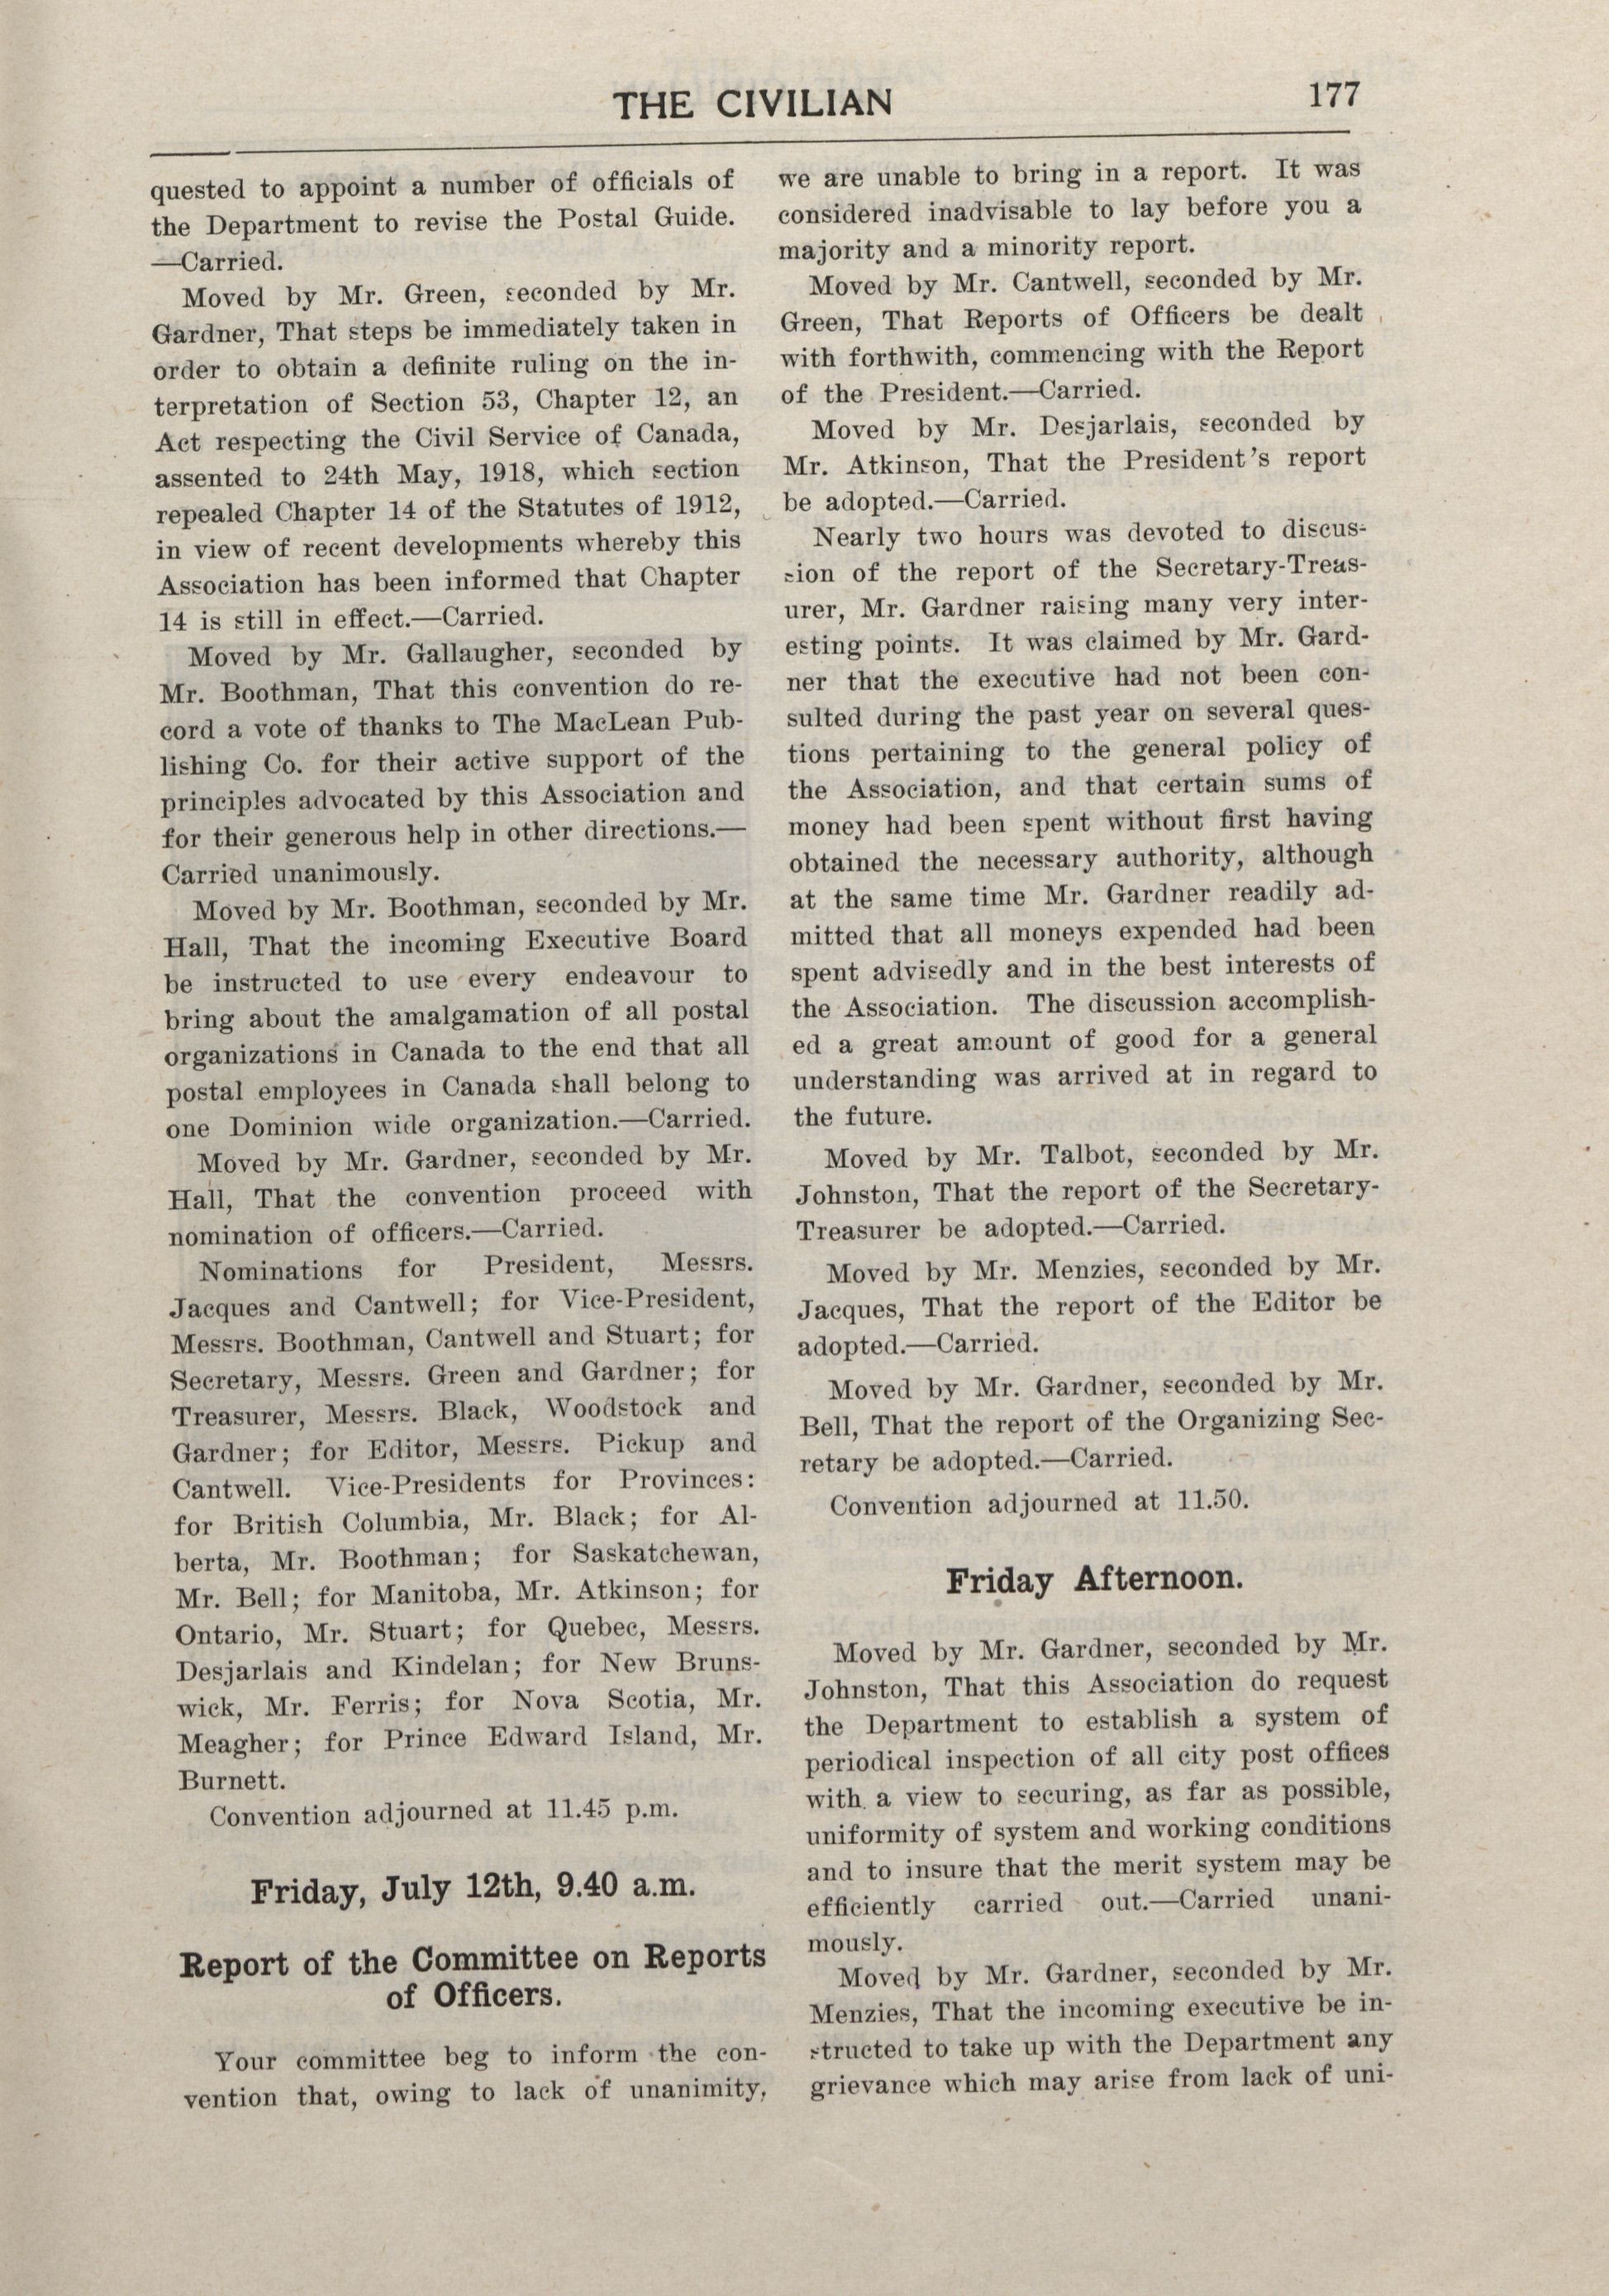 THE CIVILIAN
177
quested to appoint a number of officials of
the Department to revise the Postal Guide.
—Carried.
Moved by Mr. Green, seconded by Mr.
Gardner, That steps be immediately taken in
order to obtain a definite ruling on the in-
terpretation of Section 53, Chapter 12, an
Act respecting the Civil Service of Canada,
assented to 24th May, 1918, which section
repealed Chapter 14 of the Statutes of 1912,
in view of recent developments whereby this
Association has been informed that Chapter
14 is still in effect.—Carried.
Moved by Mr. Gallaugher, seconded by
Mr. Boothman, That this convention do re-
cord a vote of thanks to The MacLean Pub-
lishing Co. for their active support of the
principles advocated by this Association and
for their generous help in other directions.—
Carried unanimously.
Moved by Mr. Boothman, seconded by Mr.
Hall, That the incoming Executive Board
be instructed to use every endeavour to
bring about the amalgamation of all postal
organizations in Canada to the end that all
postal employees in Canada shall belong to
one Dominion wide organization.—Carried.
Moved by Mr. Gardner, seconded by Mr.
Hall, That the convention proceed with
nomination of officers.—Carried.
Nominations for President, Messrs.
Jacques and Cantwell; for Vice-President,
Messrs. Boothman, Cantwell and Stuart; for
Secretary, Messrs. Green and Gardner; for
Treasurer, Messrs. Black, Woodstock and
Gardner; for Editor, Messrs. Pickup and
Cantwell. Vice-Presidents for Provinces:
for British Columbia, Mr. Black; for Al-
berta, Mr. Boothman; for Saskatchewan,
Mr. Bell; for Manitoba, Mr. Atkinson; for
Ontario, Mr. Stuart; for Quebec, Messrs.
Desjarlais and Kindelan; for New Bruns-
wick, Mr. Ferris; for Nova Scotia, Mr.
Meagher; for Prince Edward Island, Mr.
Burnett.
Convention adjourned at 11.45 p.m.
Friday, July 12th, 9.40 a.m.
Report of the Committee on Reports
of Officers.
Your committee beg to inform the con-
vention that, owing to lack of unanimity,
we are unable to bring in a report. It was
considered inadvisable to lay before you a
majority and a minority report.
Moved by Mr. Cantwell, seconded by Mr.
Green, That Reports of Officers be dealt
with forthwith, commencing with the Report
of the President.—Carried.
Moved by Mr. Desjarlais, seconded by
Mr. Atkinson, That the President's report
be adopted.—Carried.
Nearly two hours was devoted to discus-
sion of the report of the Secretary-Treas-
urer, Mr. Gardner raising many very inter-
esting points. It was claimed by Mr. Gard-
ner that the executive had not been con-
sulted during the past year on several ques-
tions pertaining to the general policy of
the Association, and that certain sums of
money had been spent without first having
obtained the necessary authority, although
at the same time Mr. Gardner readily ad-
mitted that all moneys expended had been
spent advisedly and in the best interests of
the Association. The discussion accomplish-
ed a great amount of good for a general
understanding was arrived at in regard to
the future.
Moved by Mr. Talbot, seconded by Mr.
Johnston, That the report of the Secretary-
Treasurer be adopted.—Carried.
Moved by Mr. Menzies, seconded by Mr.
Jacques, That the report of the Editor be
adopted.—Carried.
Moved by Mr. Gardner, seconded by Mr.
Bell, That the report of the Organizing Sec-
retary be adopted.—Carried.
Convention adjourned at 11.50.
Friday Afternoon.
Moved by Mr. Gardner, seconded by Mr.
Johnston, That this Association do request
the Department to establish a system of
periodical inspection of all city post offices
with a view to securing, as far as possible,
uniformity of system and working conditions
and to insure that the merit system may be
efficiently carried out.—Carried unani-
mously.
Moved by Mr. Gardner, seconded by Mr.
Menzies, That the incoming executive be in-
structed to take up with the Department any
grievance which may arise from lack of uni-